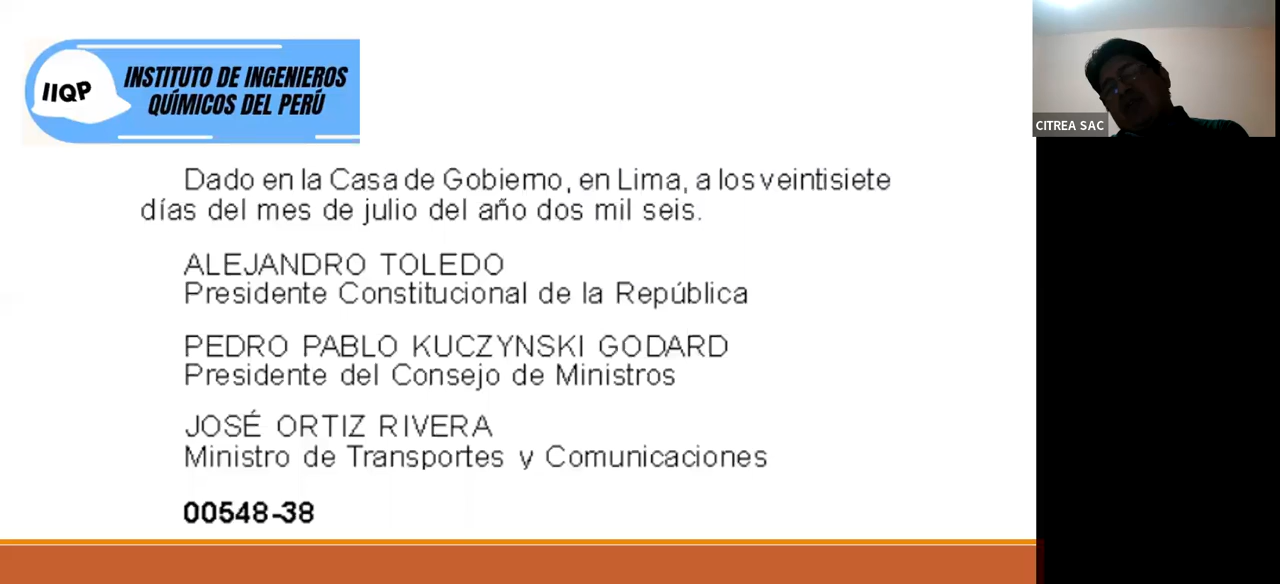 IIQP
INSTITUTO DE INGENIEROS
QUÍMICOS DEL PERÚ
CITREA SAC
Dado en la Casa de Gobierno, en Lima, a los veintisiete
días del mes de julio del año dos mil seis.
ALEJANDRO TOLEDO
Presidente Constitucional de la República
PEDRO PABLO KUCZYNSKI GODARD
Presidente del Consejo de Ministros
JOSÉ ORTIZ RIVERA
Ministro de Transportes y Comunicaciones
00548-38